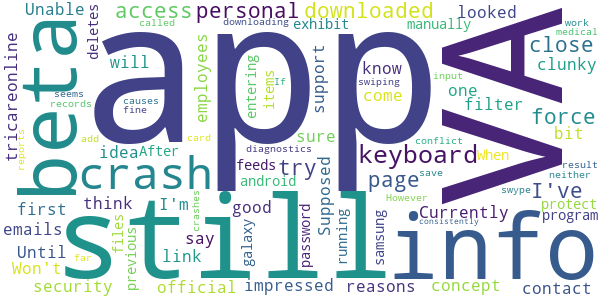 Unable
access
personal
downloaded
looked
called
downloading
exhibit
manually
deletes
beta
app
VA
work
medical
close
clunky
will
employees
entering
items
support
know
come
one
filter
If
swiping
input
tricareonline
seems
records
causes
fine
add
card
sure
force
conflict
bit
idea
After
diagnostics
When
result
reports
crash
feeds
try
keyboard
page
save
android
neither
swype
I've
first
think
I'm
good
Supposed
Currently
protect
program
crashes
However
consistently
emails
still
info
Until
files
previous
say
link
galaxy
password
running
samsung
Won't
far
impressed
reasons
concept
contact
security
official